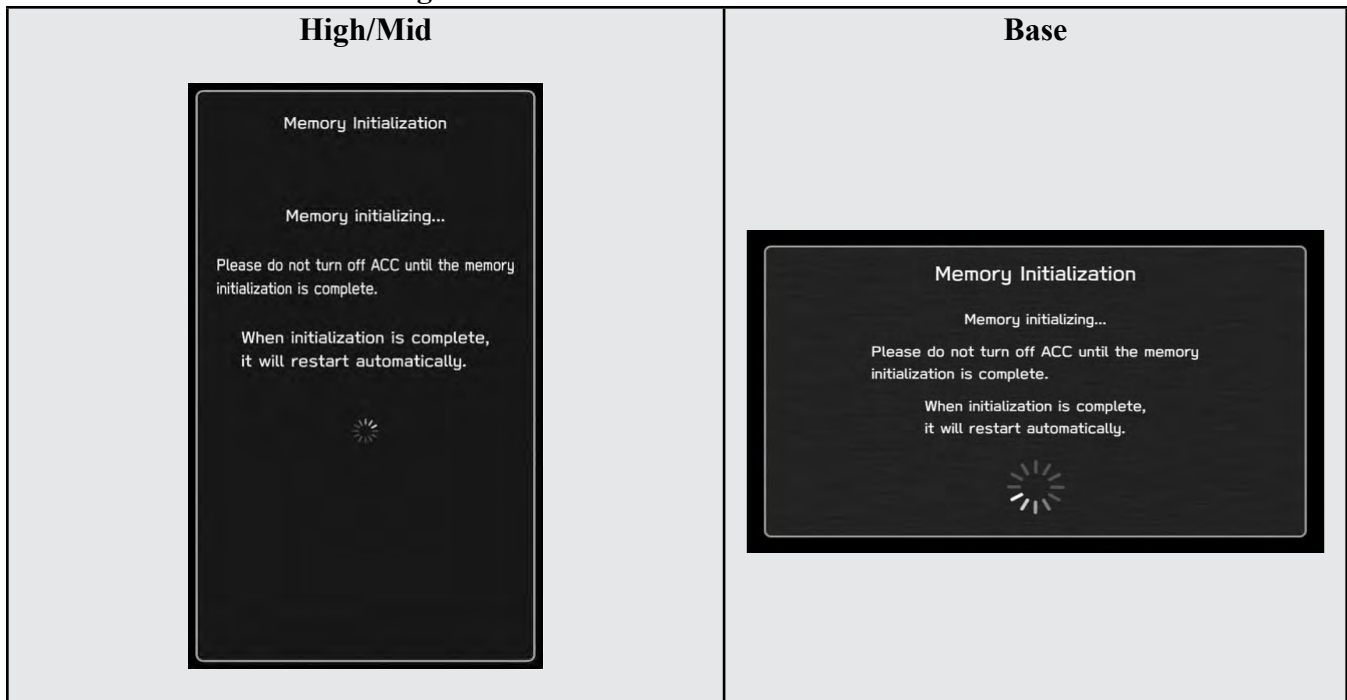 High/Mid
Memory Initialization
Memory initializing...
Please do not turn off ACC until the memory
initialization is complete.
When initialization is complete,
it will restart automatically.
Base
Memory Initialization
Memory initializing...
Please do not turn off ACC until the memory
initialization is complete.
When initialization is complete,
it will restart automatically.